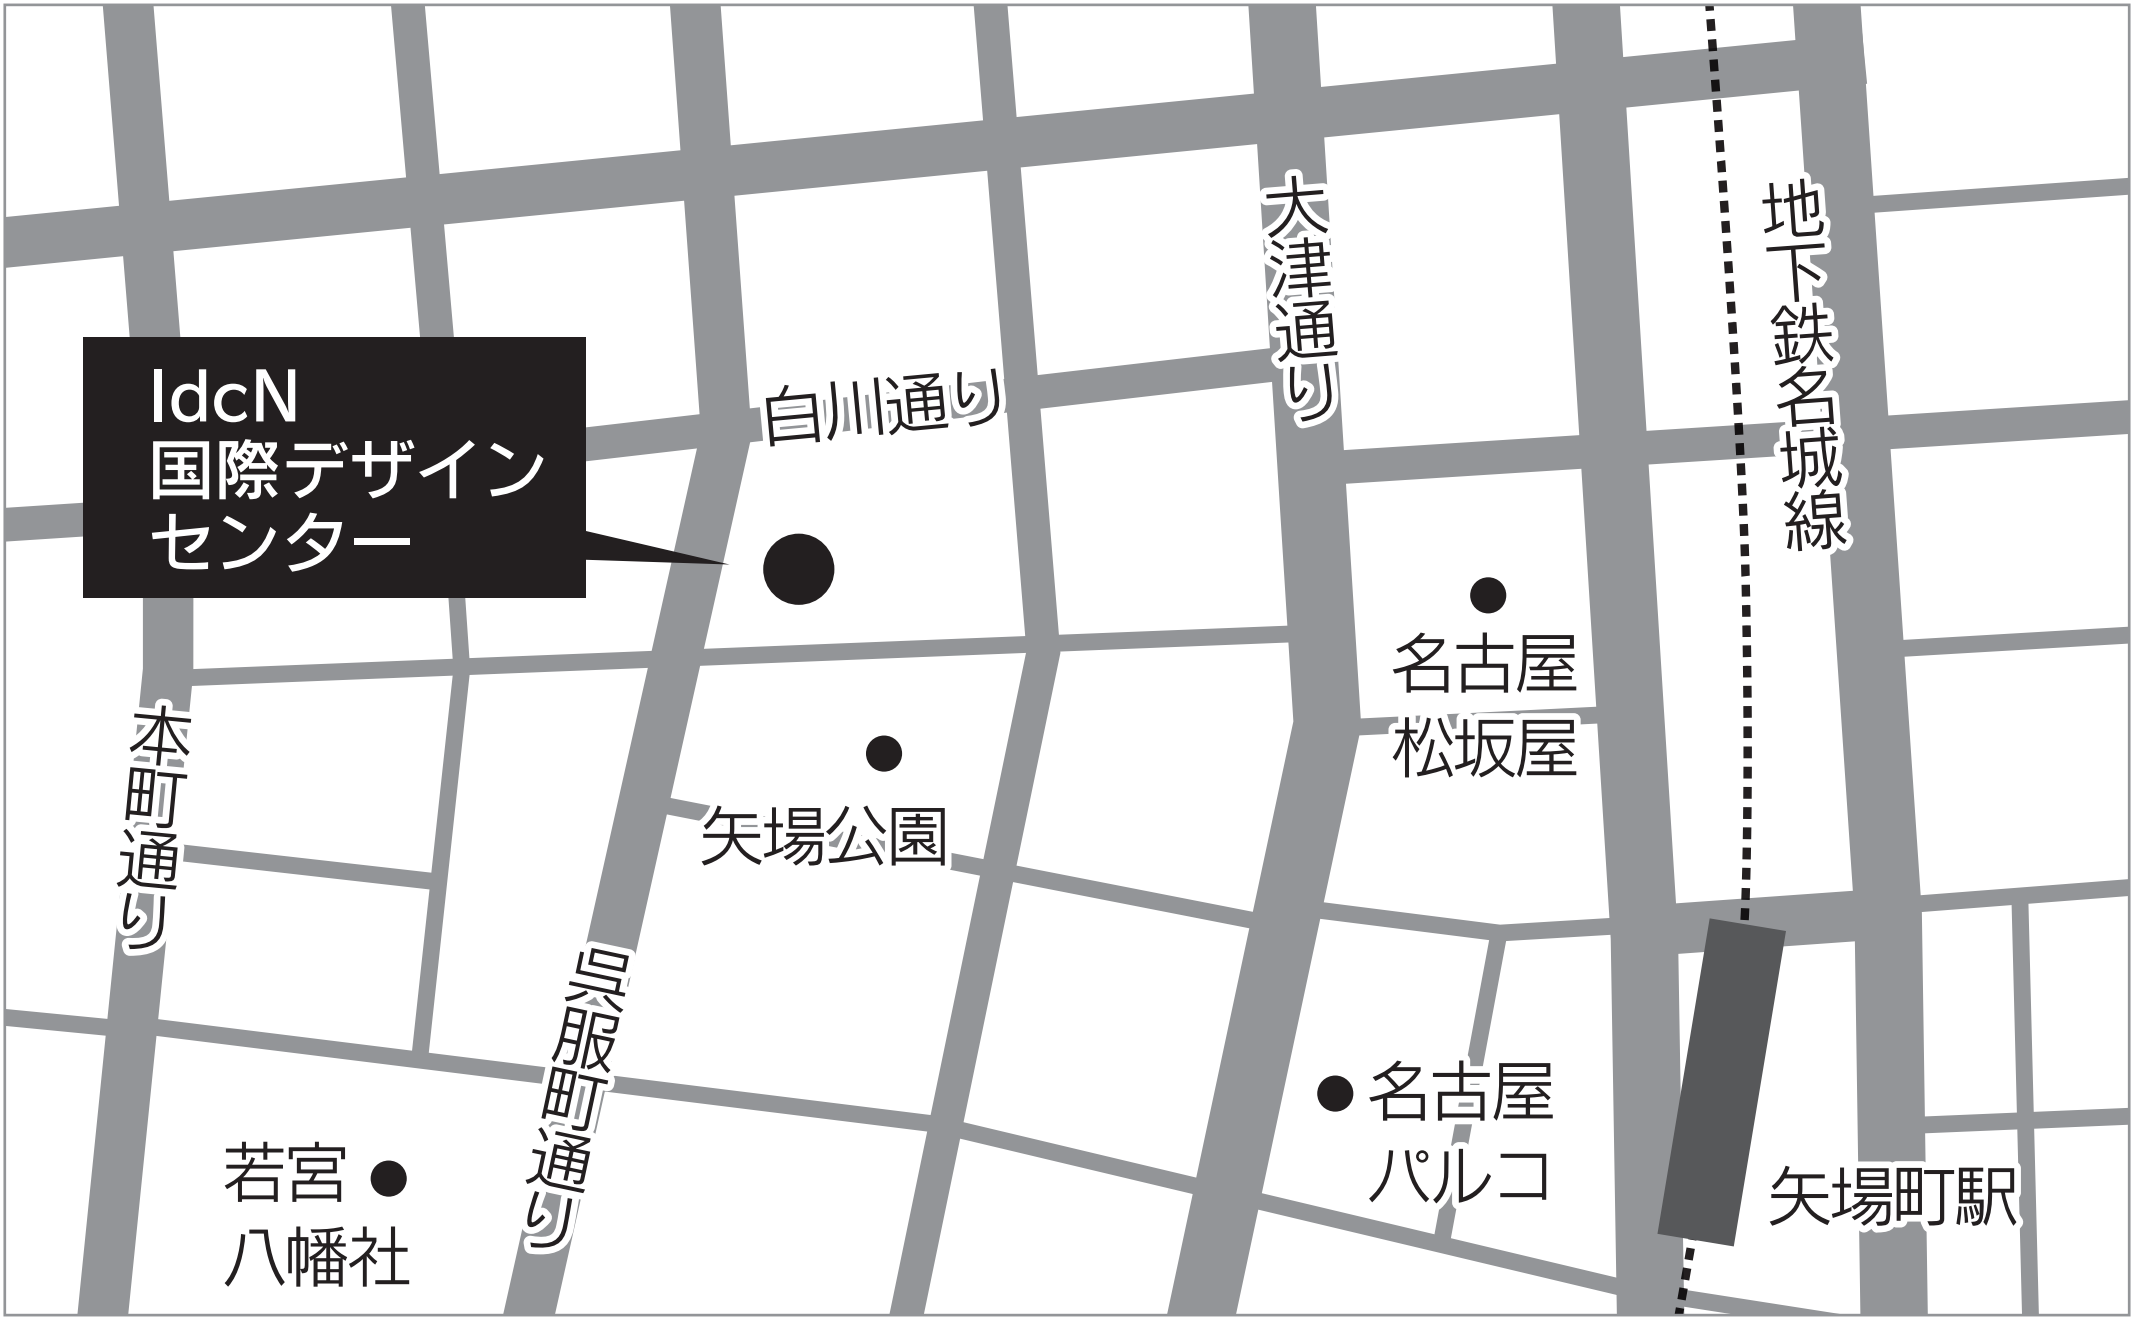 大津通り
地下鉄名城線
IdcN
国際デザイン
センター
白川通り
名古屋
松坂屋
本町通り
矢場公園
呉服町通り
名古屋
パルコ
若宮
八幡社
矢場町駅